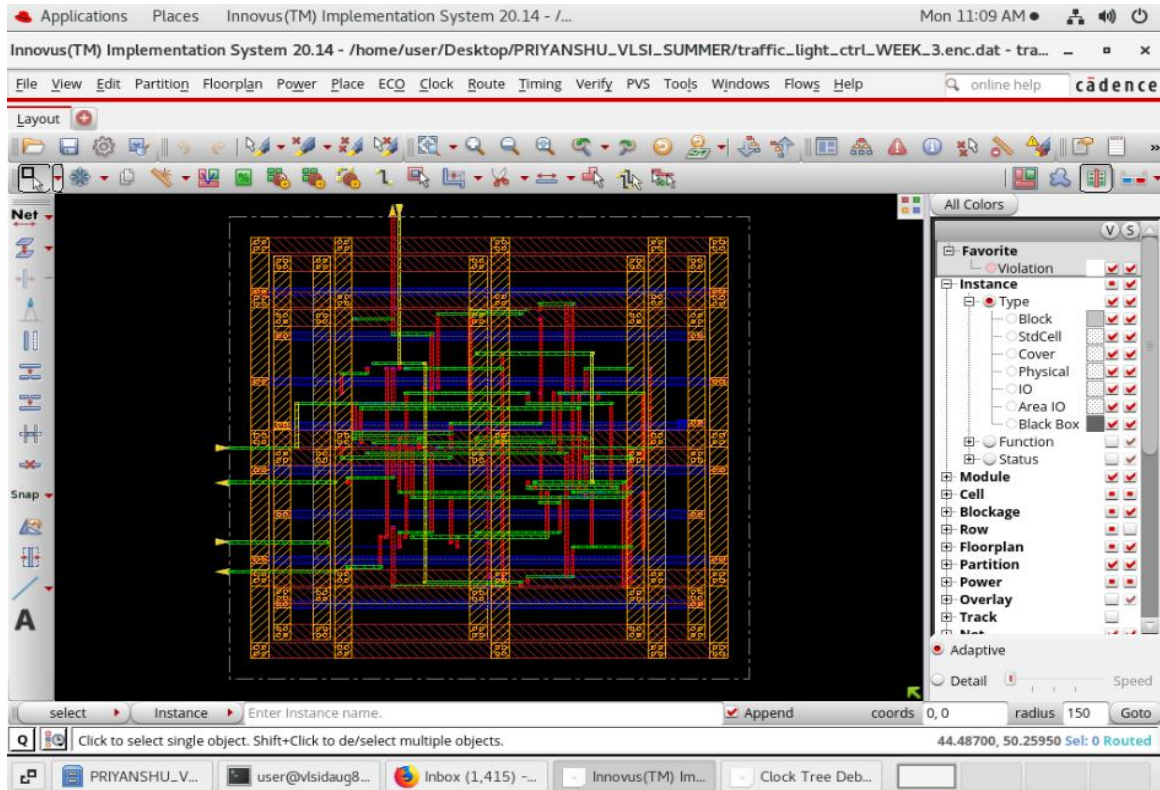 Applications Places Innovus(TM) Implementation System 20.14 - /... Mon 11:09 AM
Innovus(TM) Implementation System 20.14 - /home/user/Desktop/PRIYANSHU_VLSI_SUMMER/traffic_light_ctrl_WEEK_3.enc.dat - tra...
File View Edit Partition Floorplan Power Place ECO Clock Route Timing Verify PVS Tools Windows Flows Help online help cādence
Layout
All Colors
Net
V S
Favorite
Violation
Instance
Type
Block
StdCell
Cover
Physical
IO
Area IO
Black Box
Function
Status
Snap
Module
Cell
Blockage
Row
Floorplan
Partition
Power
Overlay
A
Track
Net
Adaptive
Detail Speed
select Instance Enter Instance name. Append coords 0, 0 radius 150 Goto
Q Click to select single object. Shift+Click to de/select multiple objects. 44.48700, 50.25950 Sel: 0 Routed
PRIYANSHU_V... user@vlsidaug8... Inbox (1,415) -... Innovus(TM) Im... Clock Tree Deb...